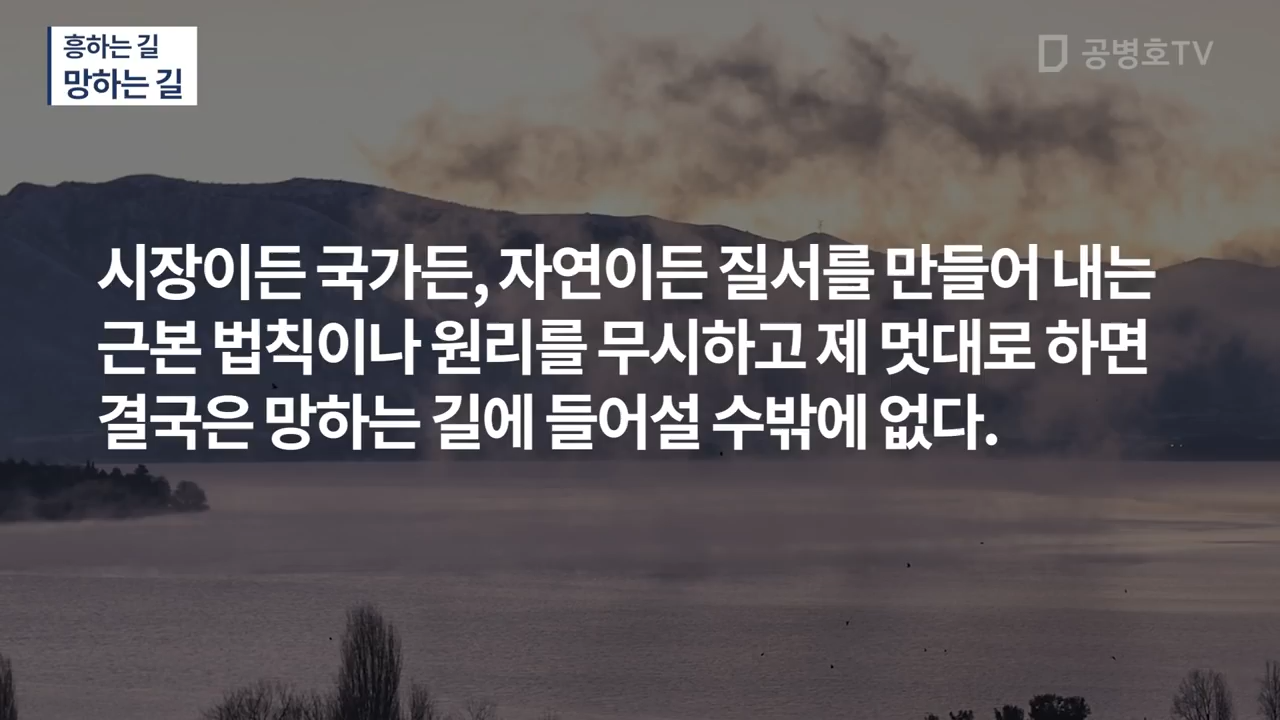 흥하는 길
망하는 길
공병호TV
시장이든 국가든, 자연이든 질서를 만들어 내는
근본 법칙이나 원리를 무시하고 제 멋대로 하면
결국은 망하는 길에 들어설 수밖에 없다.